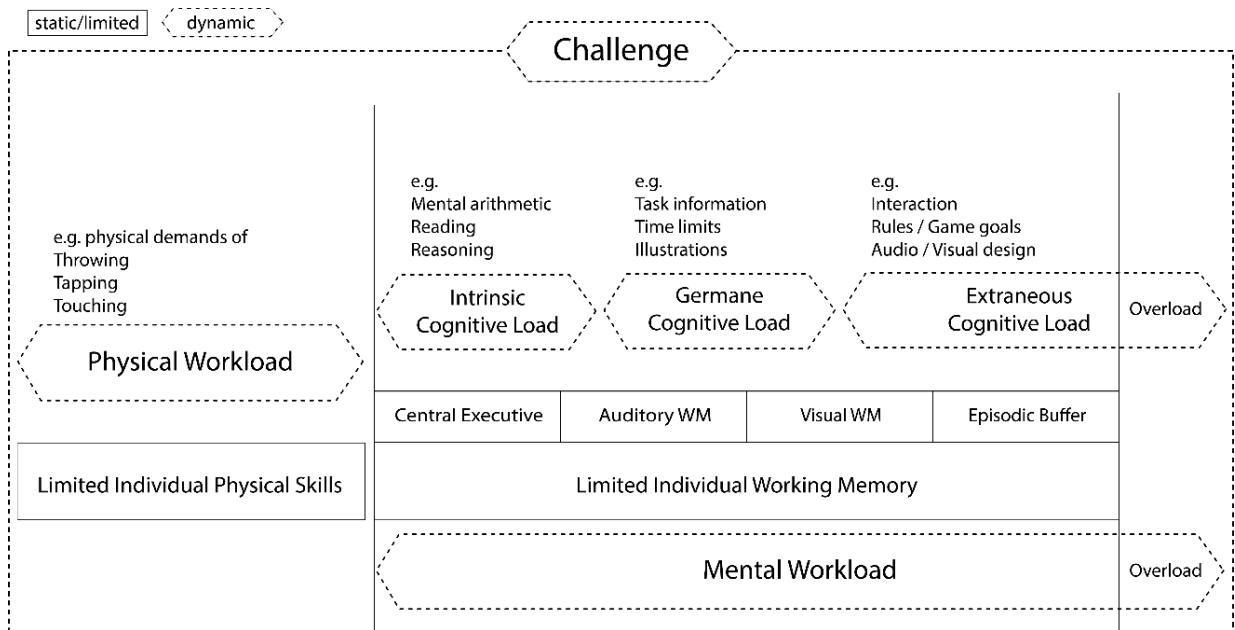 static/limited
dynamic
Challenge
e.g. physical demands of
Throwing
Tapping
Touching
Physical Workload
Limited Individual Physical Skills
e.g.
Mental arithmetic
Reading
Reasoning
Intrinsic
Cognitive Load
e.g.
Task information
Time limits
Illustrations
Germane
Cognitive Load
e.g.
Interaction
Rules / Game goals
Audio / Visual design
Extraneous
Cognitive Load
Overload
Central Executive
Auditory WM
Visual WM
Episodic Buffer
Limited Individual Working Memory
Mental Workload
Overload